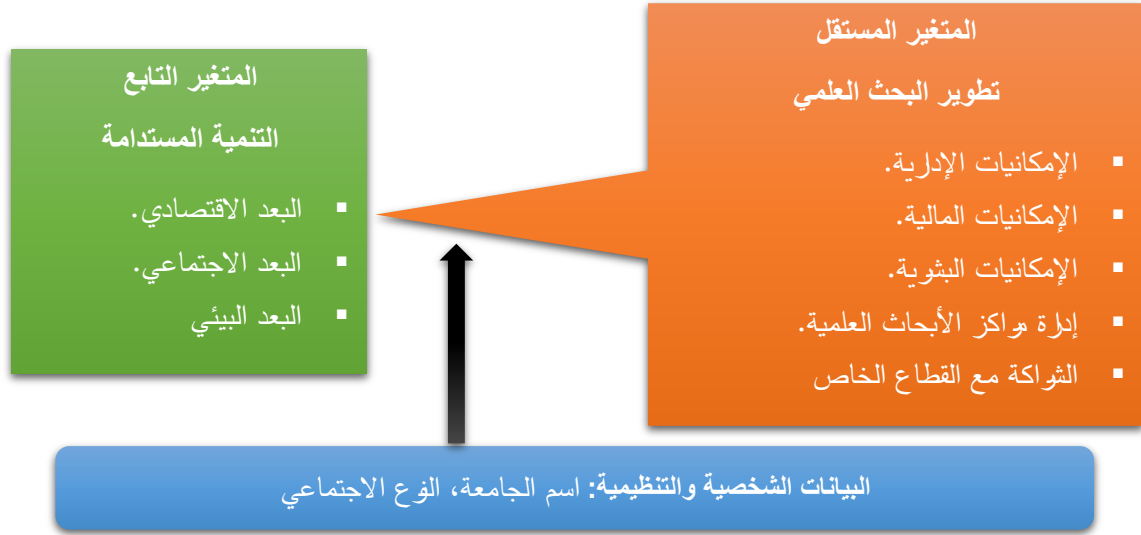 المتغير المستقل
تطوير البحث العلمي
▪ الإمكانيات الإدارية.
▪ الإمكانيات المالية.
▪ الإمكانيات البشرية.
▪ إدارة مراكز الأبحاث العلمية.
▪ الشراكة مع القطاع الخاص
المتغير التابع
التنمية المستدامة
▪ البعد الاقتصادي.
▪ البعد الاجتماعي.
▪ البعد البيئي
البيانات الشخصية والتنظيمية: اسم الجامعة، النوع الاجتماعي